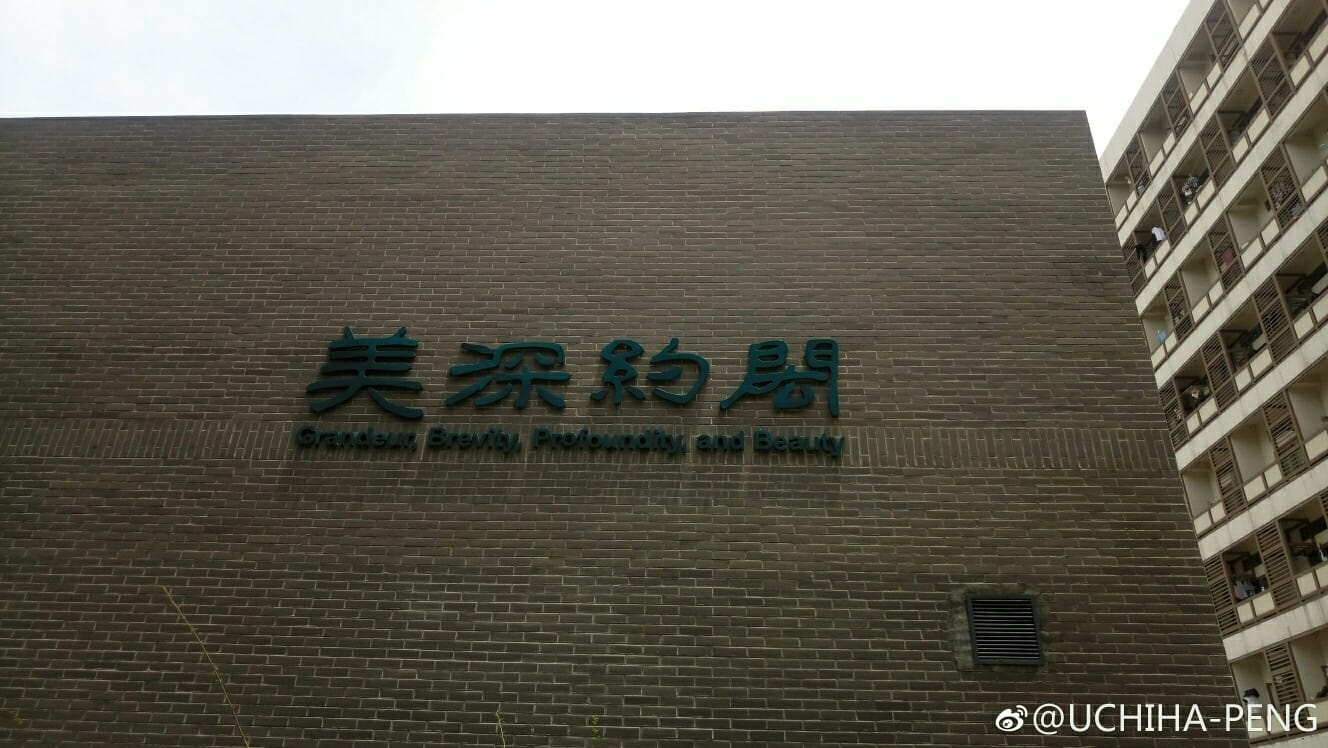 美深約閎
Grandeur, Brevity, Profoundity, and Beauty
@UCHIHA-PENG